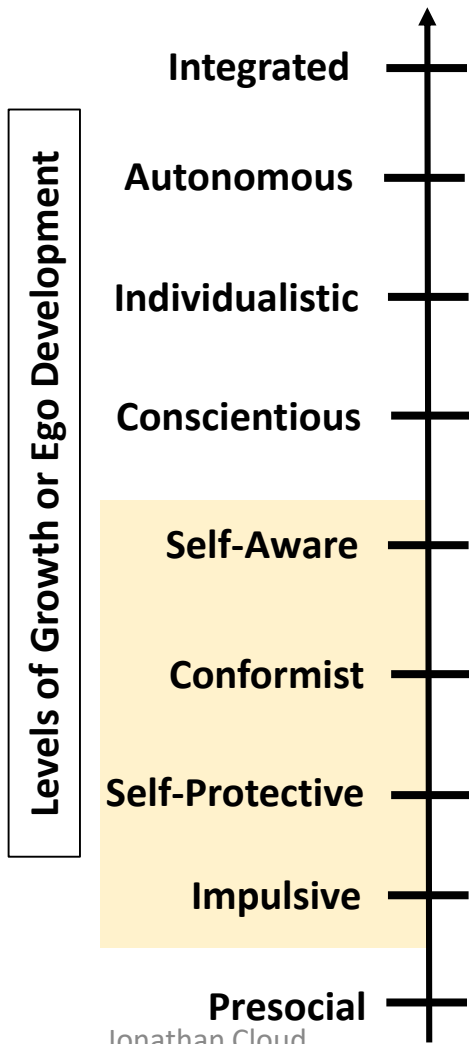 Integrated
Autonomous
Individualistic
Conscientious
Self-Aware
Conformist
Self-Protective
Impulsive
Presocial
Levels of Growth or Ego Development
Jonathan Cloud